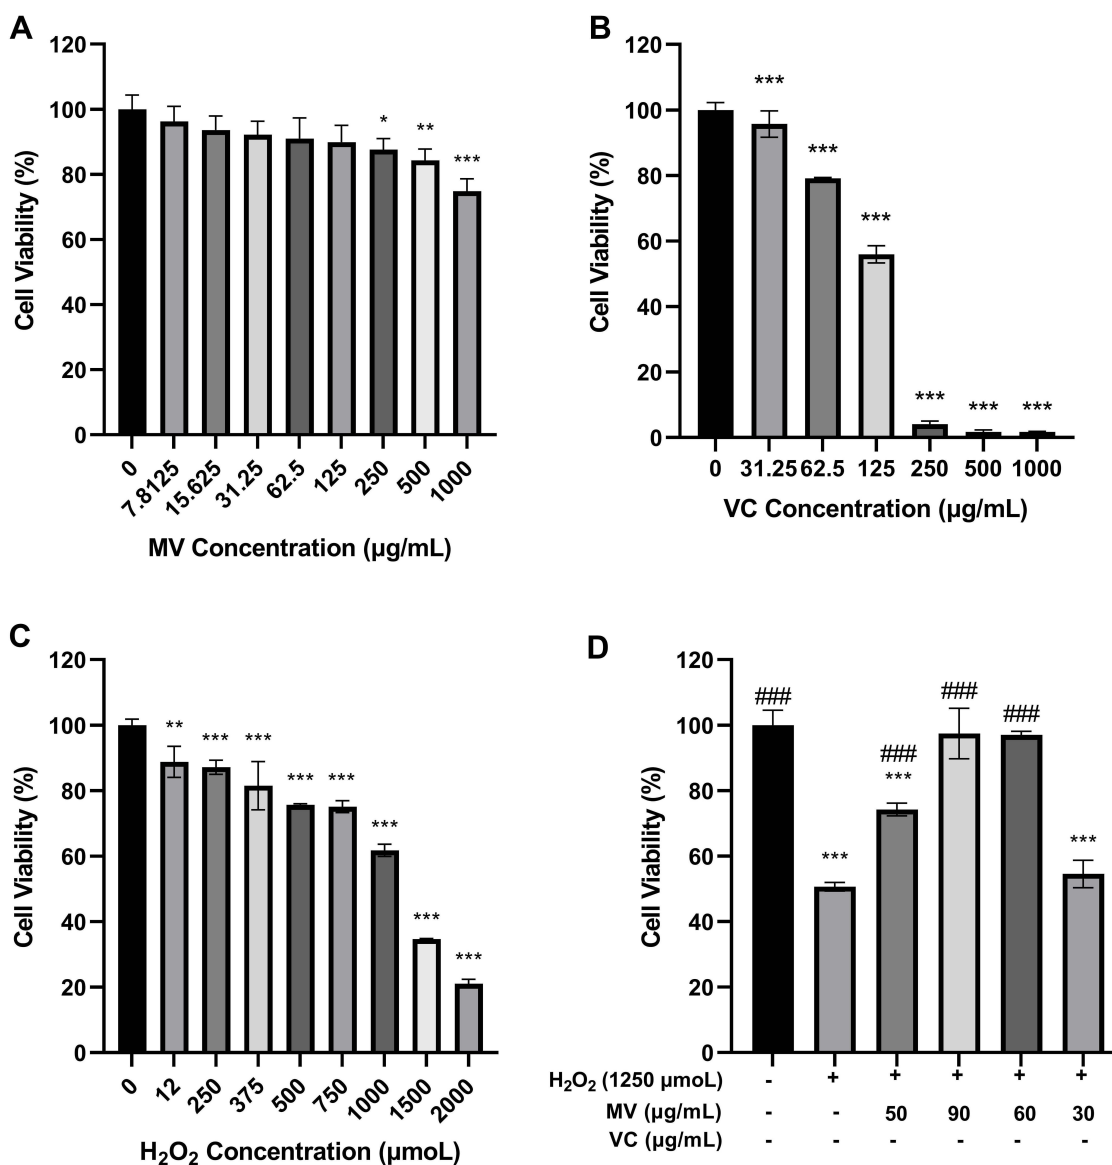 A
120
100
80
60
40
20
0
Cell Viability (%)
* ** ***
0 7.8125 15.625 31.25 62.5 125 250 500 1000
MV Concentration (µg/mL)
B
120
100
80
60
40
20
0
Cell Viability (%)
*** *** *** *** *** ***
0 31.25 62.5 125 250 500 1000
VC Concentration (µg/mL)
C
120
100
80
60
40
20
0
Cell Viability (%)
** *** *** *** *** *** *** ***
0 12 250 375 500 750 1000 1500 2000
H₂O₂ Concentration (µmoL)
D
120
100
80
60
40
20
0
Cell Viability (%)
### *** ### *** ### ### ***
H₂O₂ (1250 µmoL) - + + + + +
MV (µg/mL) - - 50 90 60 30
VC (µg/mL) - - - - - -